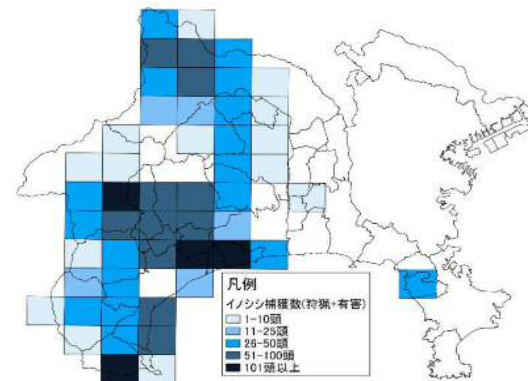 凡例
イノシシ捕獲数(狩猟+有害)
1-10頭
11-25頭
26-50頭
51-100頭
101頭以上